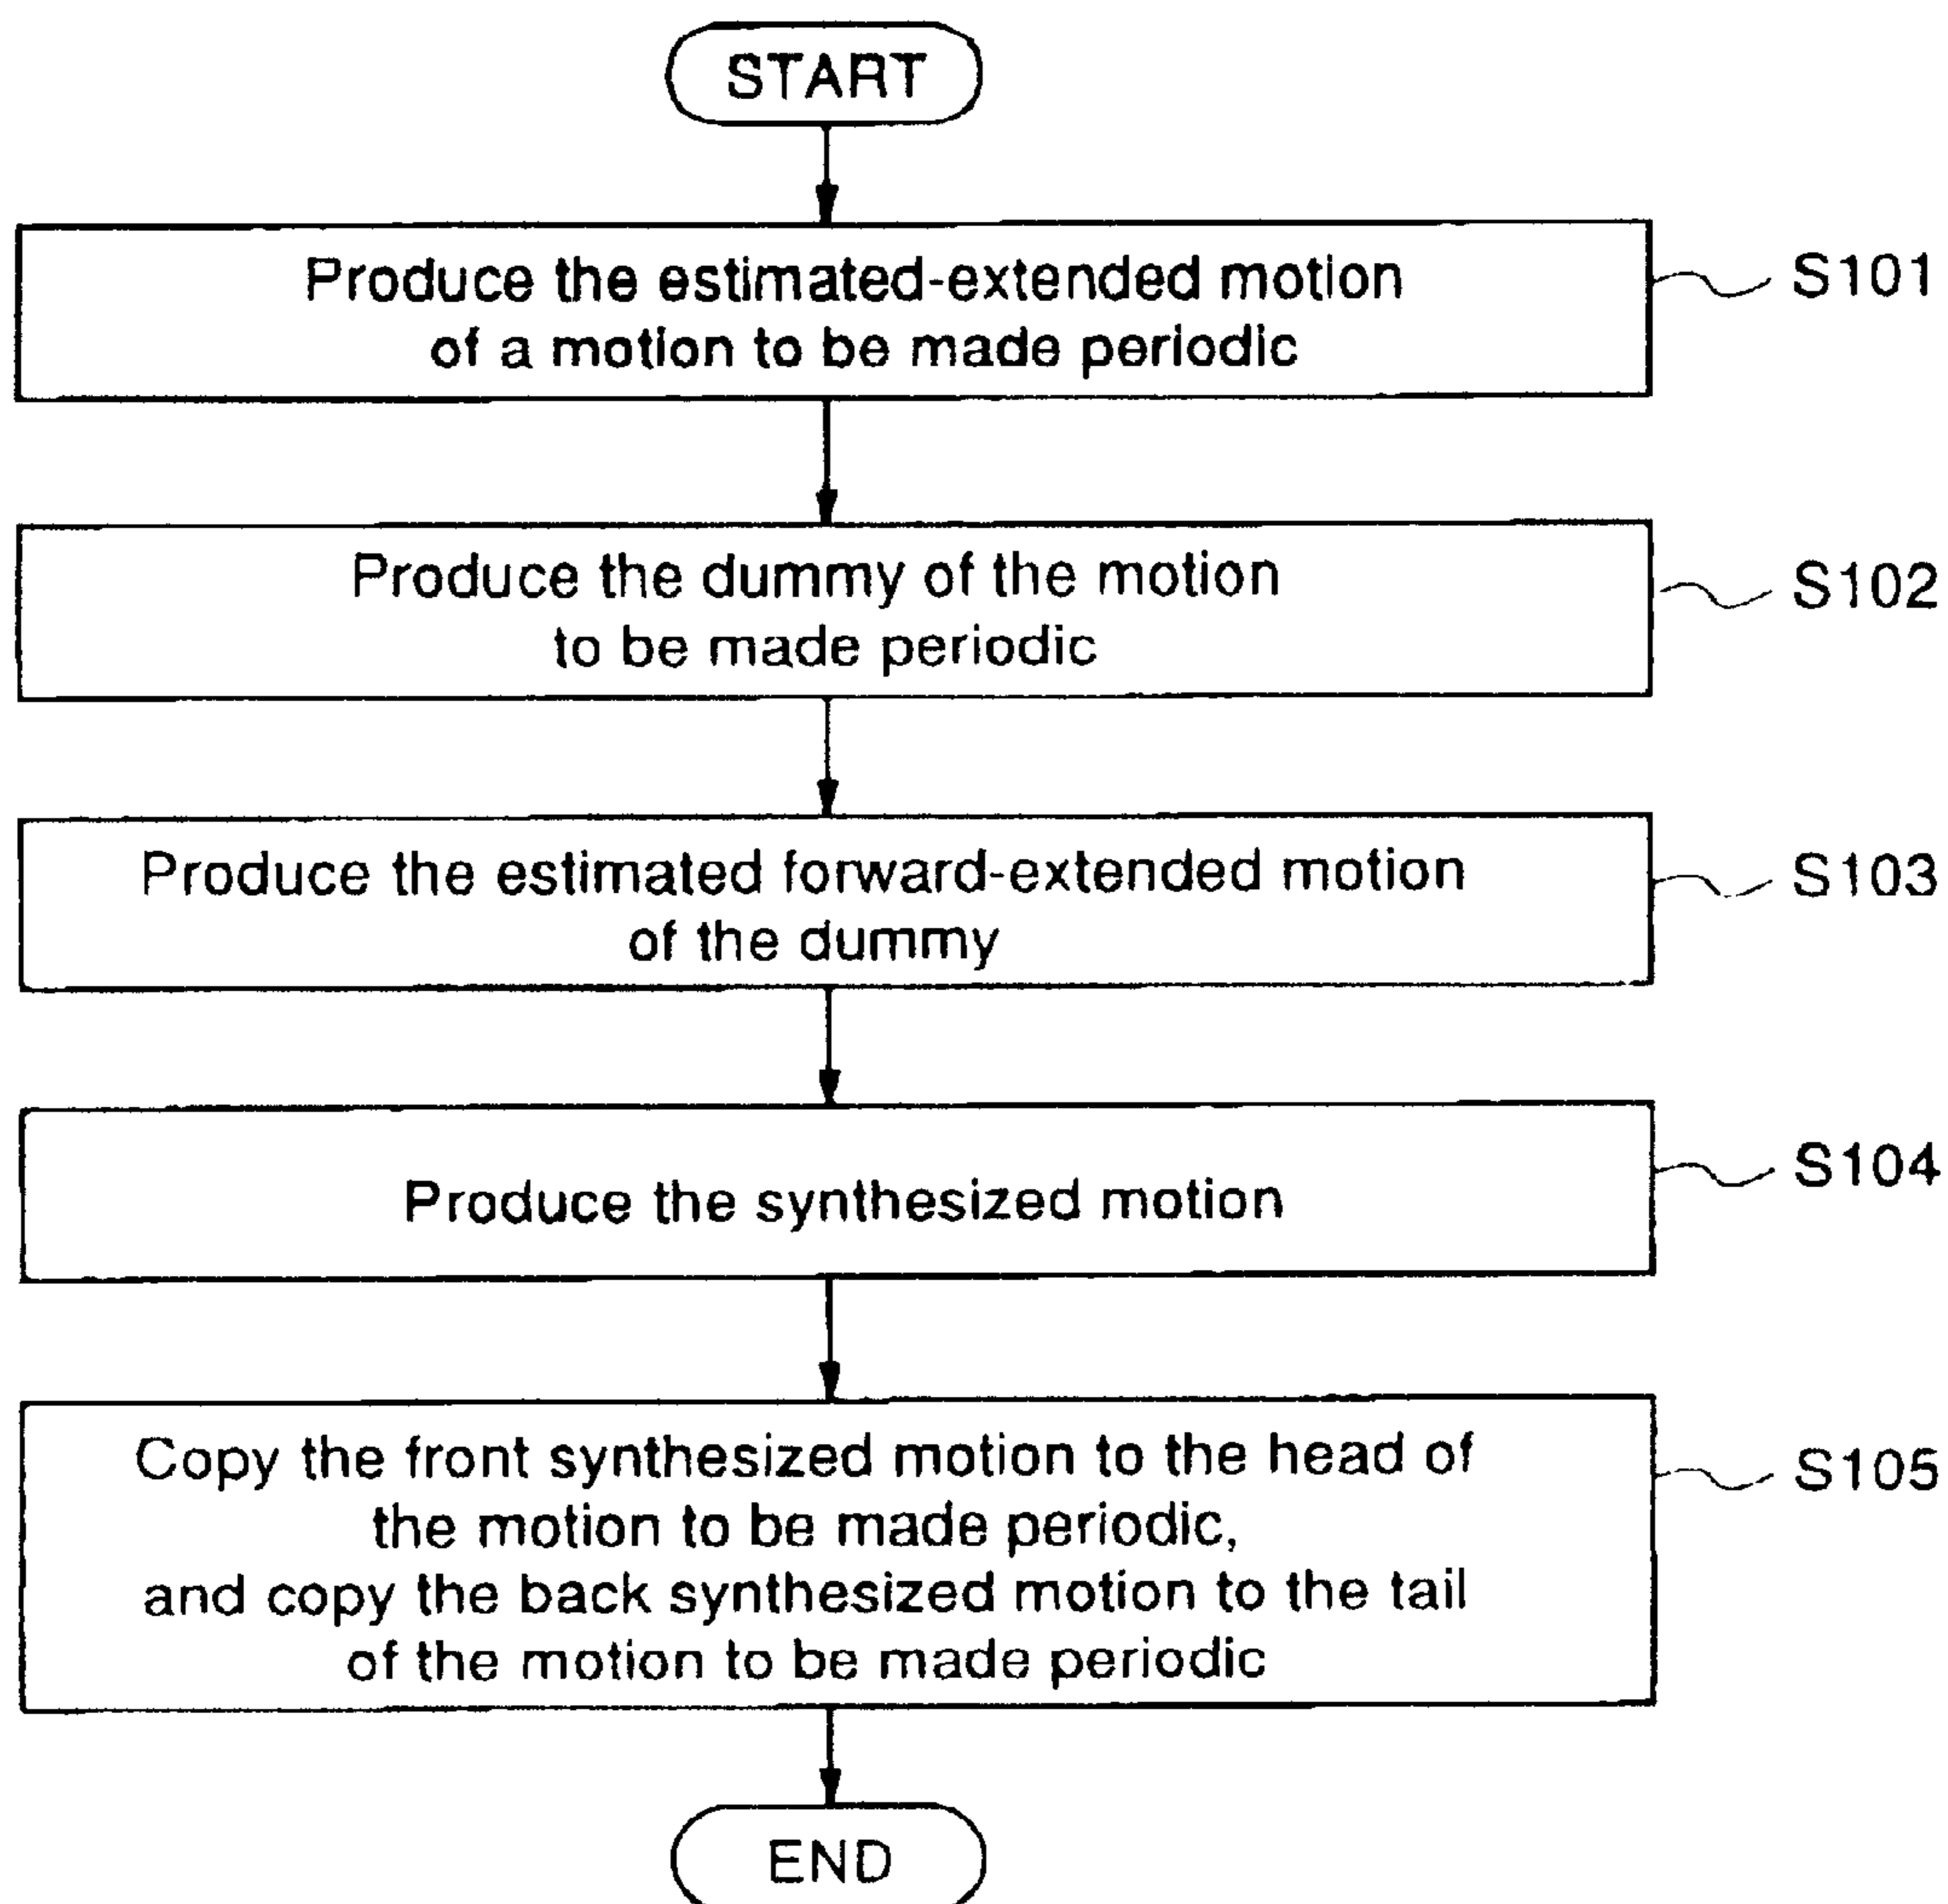 START
Produce the estimated-extended motion
of a motion to be made periodic
S101
Produce the dummy of the motion
to be made periodic
S102
Produce the estimated forward-extended motion
of the dummy
S103
Produce the synthesized motion
S104
Copy the front synthesized motion to the head of
the motion to be made periodic,
and copy the back synthesized motion to the tail
of the motion to be made periodic
S105
END